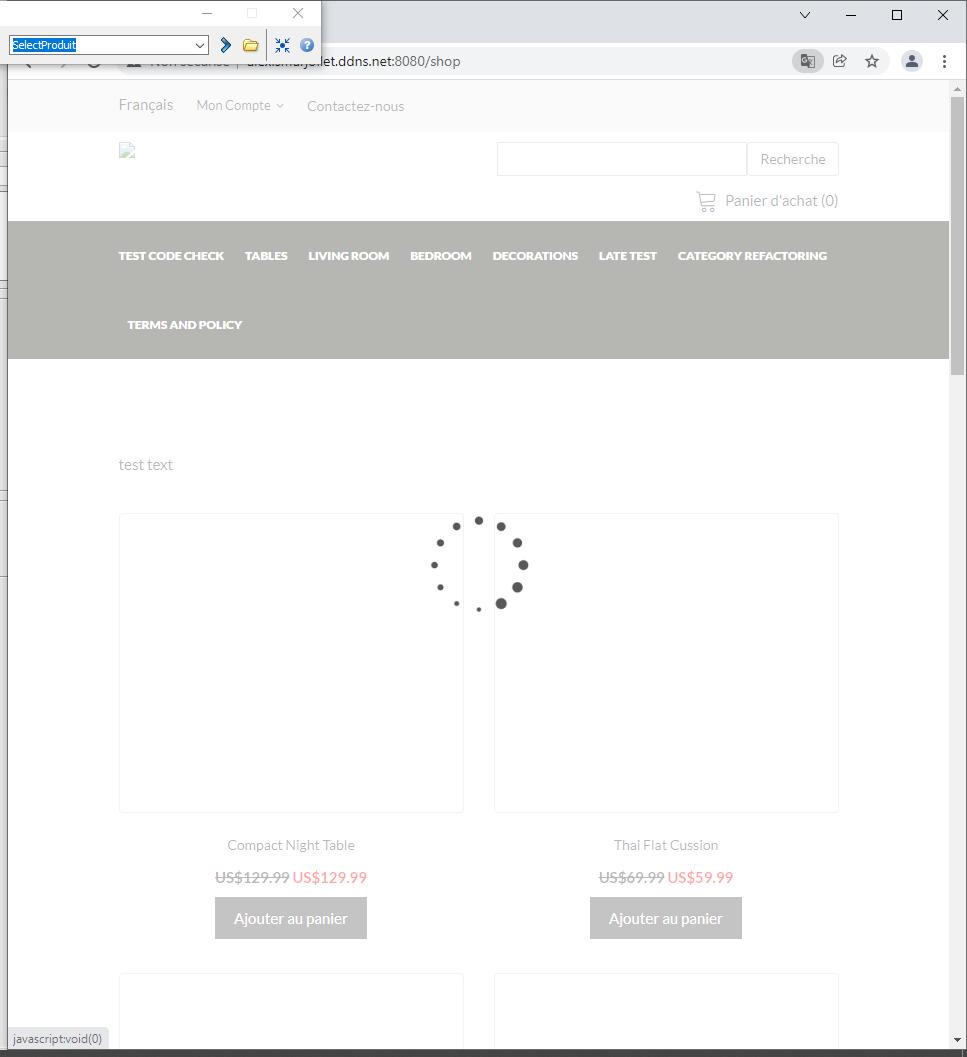 SelectProduit
.ddns.net:8080/shop
Français Mon Compte Contactez-nous
Recherche
Panier d'achat (0)
TEST CODE CHECK TABLES LIVING ROOM BEDROOM DECORATIONS LATE TEST CATEGORY REFACTORING
TERMS AND POLICY
test text
Compact Night Table Thai Flat Cussion
US$129.99 US$129.99 US$69.99 US$59.99
Ajouter au panier Ajouter au panier
javascript:void(0)